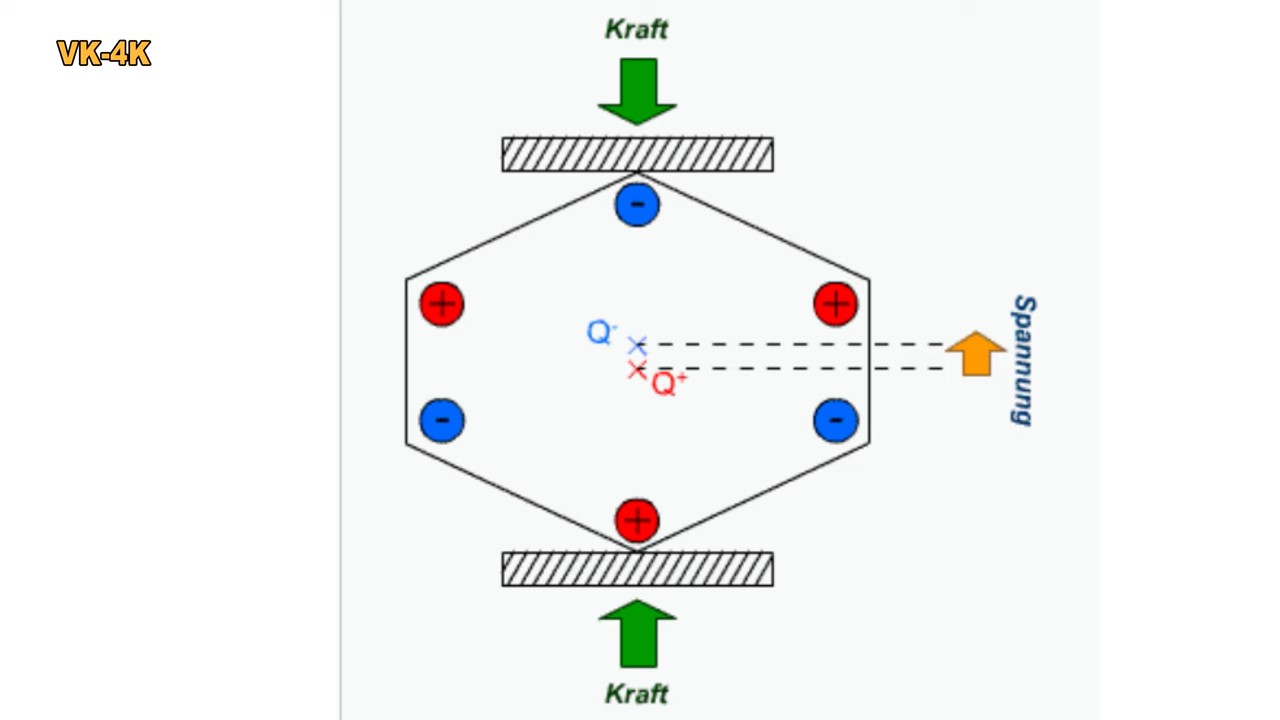 VK-4K
Kraft
-
+ +
Q-
Q+
Spannung
- -
+
Kraft